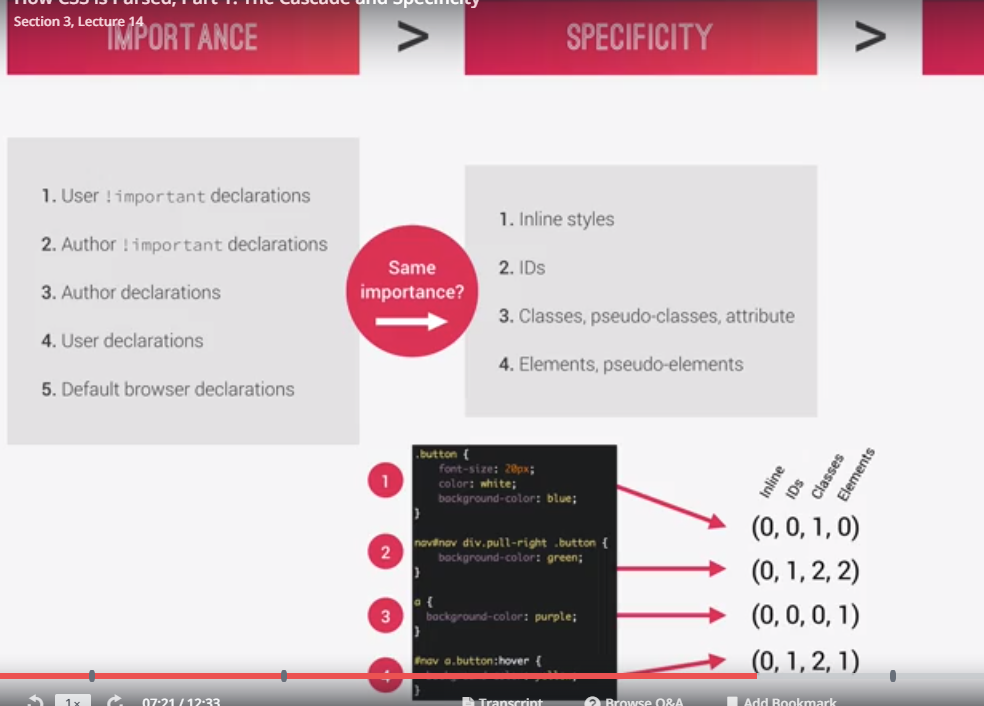 How CSS is Parsed, Part 1: The Cascade and Specificity
Section 3, Lecture 14
IMPORTANCE
>
SPECIFICITY
>
1. User !important declarations
2. Author !important declarations
3. Author declarations
4. User declarations
5. Default browser declarations
Same
importance?
1. Inline styles
2. IDs
3. Classes, pseudo-classes, attribute
4. Elements, pseudo-elements
1
.button {
font-size: 20px;
color: white;
background-color: blue;
}
2
nav#nav div.pull-right .button {
background-color: green;
}
3
a {
background-color: purple;
}
4
#nav a.button:hover {
background-color: yellow;
}
Inline
IDs
Classes
Elements
(0, 0, 1, 0)
(0, 1, 2, 2)
(0, 0, 0, 1)
(0, 1, 2, 1)
1x
07:21 / 12:33
Transcript
Browse Q&A
Add Bookmark